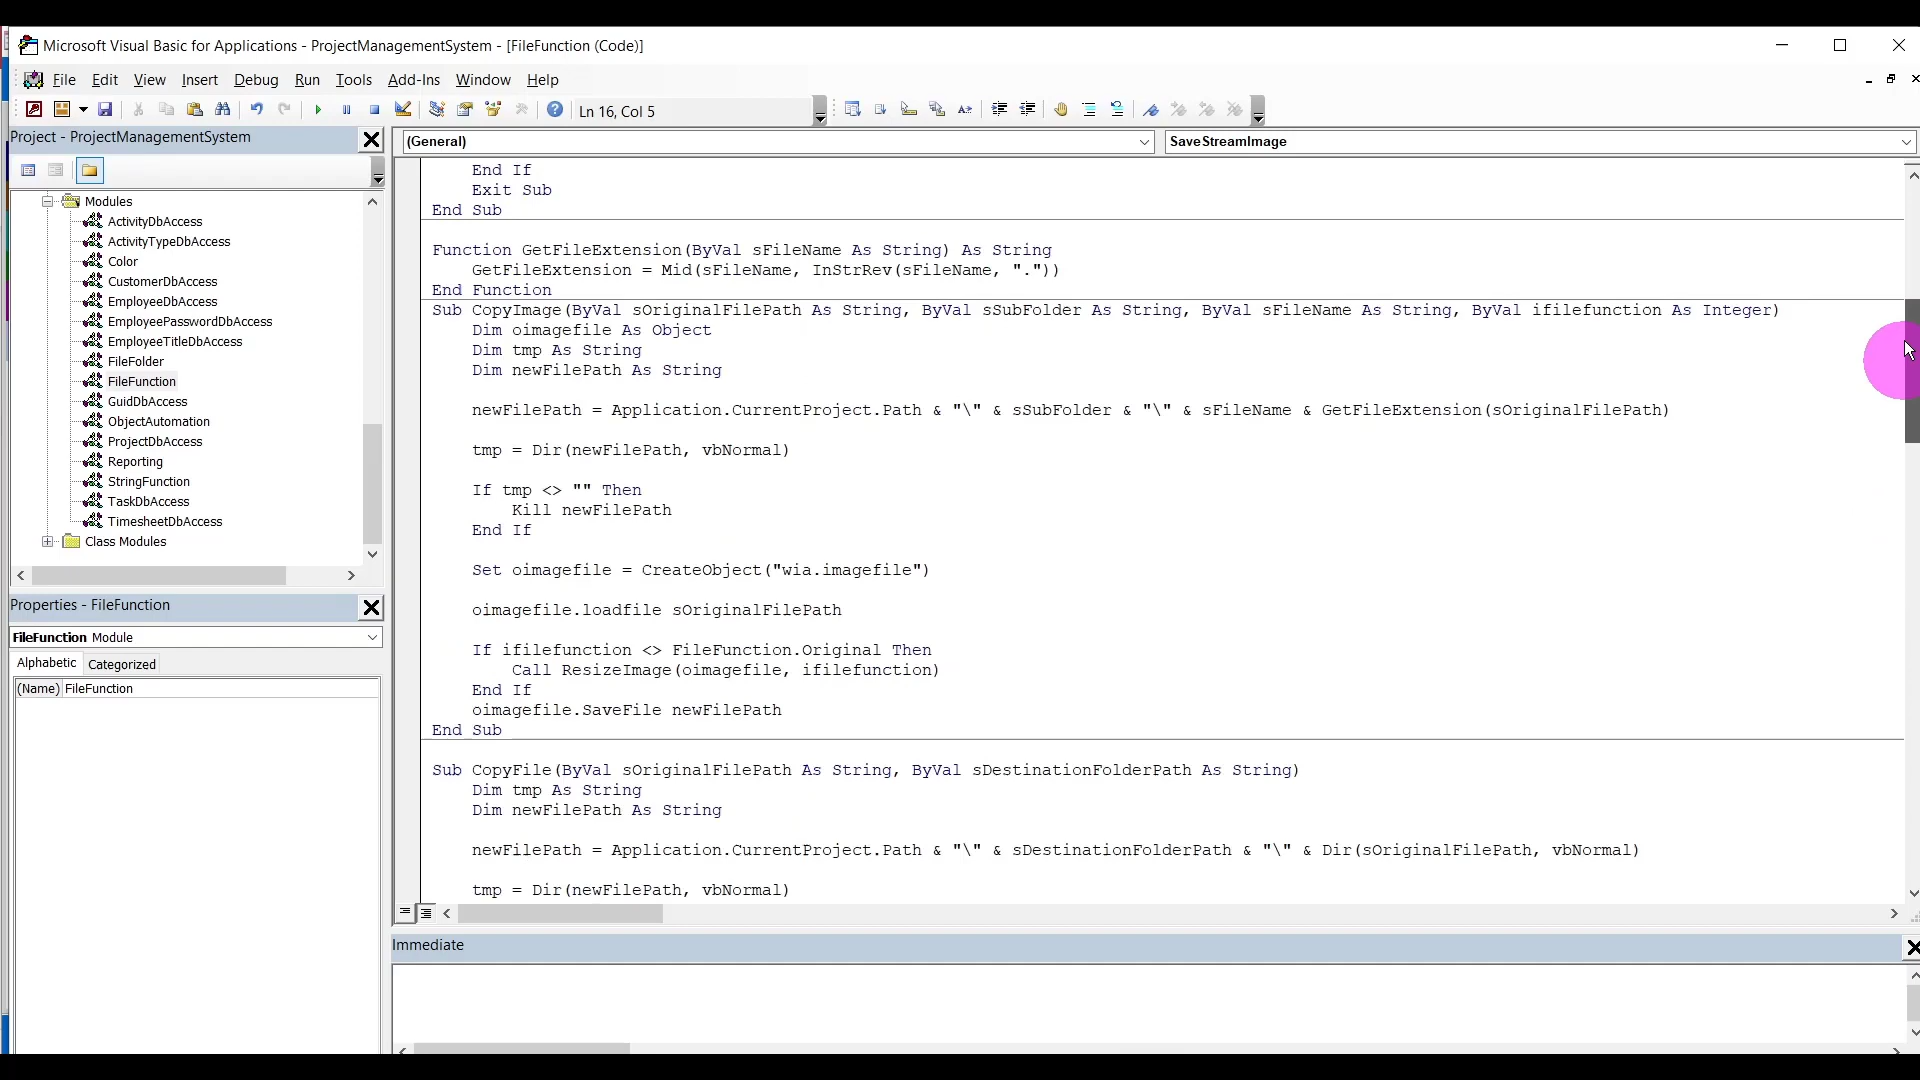 Microsoft Visual Basic for Applications - ProjectManagementSystem - [FileFunction (Code)]
File Edit View Insert Debug Run Tools Add-Ins Window Help
Ln 16, Col 5
Project - ProjectManagementSystem
(General)
SaveStreamImage
Modules
ActivityDbAccess
ActivityTypeDbAccess
Color
CustomerDbAccess
EmployeeDbAccess
EmployeePasswordDbAccess
EmployeeTitleDbAccess
FileFolder
FileFunction
GuidDbAccess
ObjectAutomation
ProjectDbAccess
Reporting
StringFunction
TaskDbAccess
TimesheetDbAccess
Class Modules
Properties - FileFunction
FileFunction Module
Alphabetic Categorized
(Name) FileFunction
End If
Exit Sub
End Sub
Function GetFileExtension(ByVal sFileName As String) As String
GetFileExtension = Mid(sFileName, InStrRev(sFileName, "."))
End Function
Sub CopyImage(ByVal sOriginalFilePath As String, ByVal sSubFolder As String, ByVal sFileName As String, ByVal ifilefunction As Integer)
Dim oimagefile As Object
Dim tmp As String
Dim newFilePath As String
newFilePath = Application.CurrentProject.Path & "\" & sSubFolder & "\" & sFileName & GetFileExtension(sOriginalFilePath)
tmp = Dir(newFilePath, vbNormal)
If tmp <> "" Then
Kill newFilePath
End If
Set oimagefile = CreateObject("wia.imagefile")
oimagefile.loadfile sOriginalFilePath
If ifilefunction <> FileFunction.Original Then
Call ResizeImage(oimagefile, ifilefunction)
End If
oimagefile.SaveFile newFilePath
End Sub
Sub CopyFile(ByVal sOriginalFilePath As String, ByVal sDestinationFolderPath As String)
Dim tmp As String
Dim newFilePath As String
newFilePath = Application.CurrentProject.Path & "\" & sDestinationFolderPath & "\" & Dir(sOriginalFilePath, vbNormal)
tmp = Dir(newFilePath, vbNormal)
Immediate